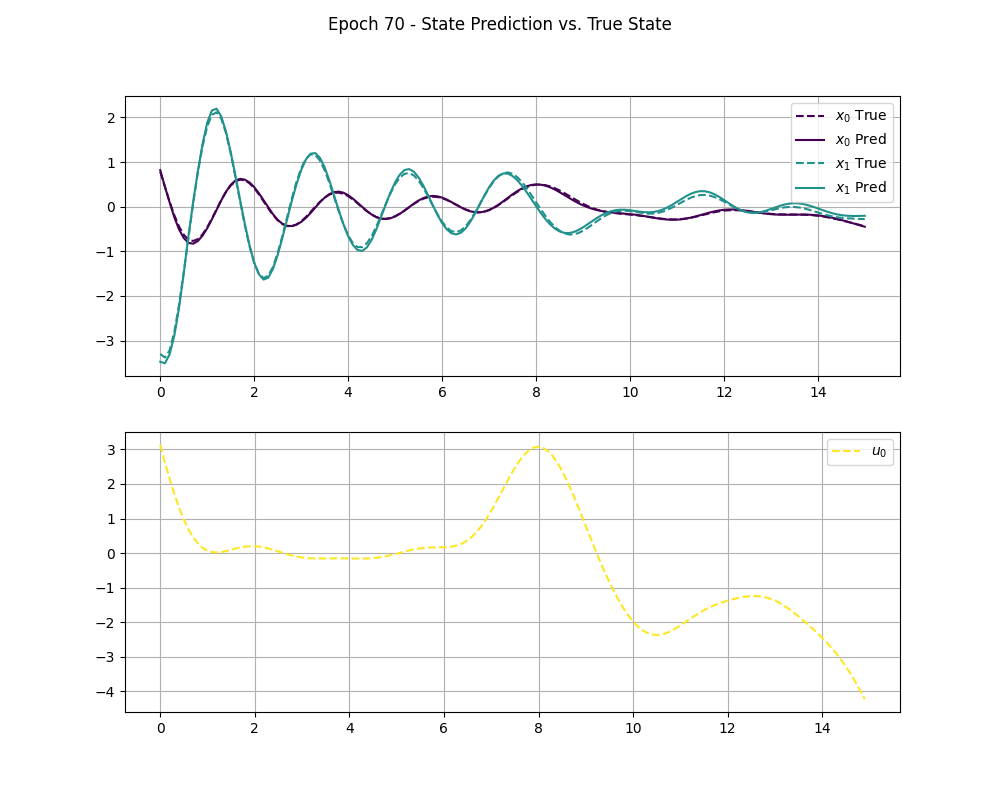 Epoch 70 - State Prediction vs. True State
2
1
0
−1
−2
−3
x₀ True
x₀ Pred
x₁ True
x₁ Pred
0 2 4 6 8 10 12 14
3
2
1
0
−1
−2
−3
−4
u₀
0 2 4 6 8 10 12 14